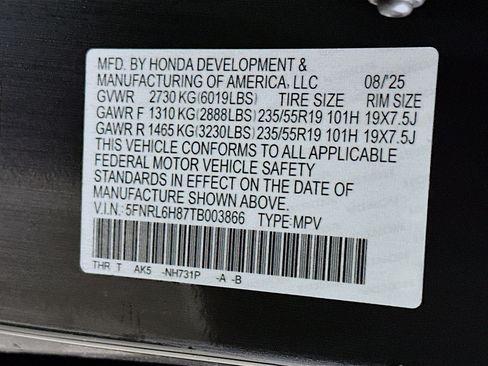 MFD. BY HONDA DEVELOPMENT &
MANUFACTURING OF AMERICA, LLC 08/'25
GVWR 2730 KG(6019LBS) TIRE SIZE RIM SIZE
GAWR F 1310 KG(2888LBS) 235/55R19 101H 19X7.5J
GAWR R 1465 KG(3230LBS) 235/55R19 101H 19X7.5J
THIS VEHICLE CONFORMS TO ALL APPLICABLE
FEDERAL MOTOR VEHICLE SAFETY
STANDARDS IN EFFECT ON THE DATE OF
MANUFACTURE SHOWN ABOVE.
V.I.N.: 5FNRL6H87TB003866 TYPE:MPV
THR T AK5 -NH731P -A -B